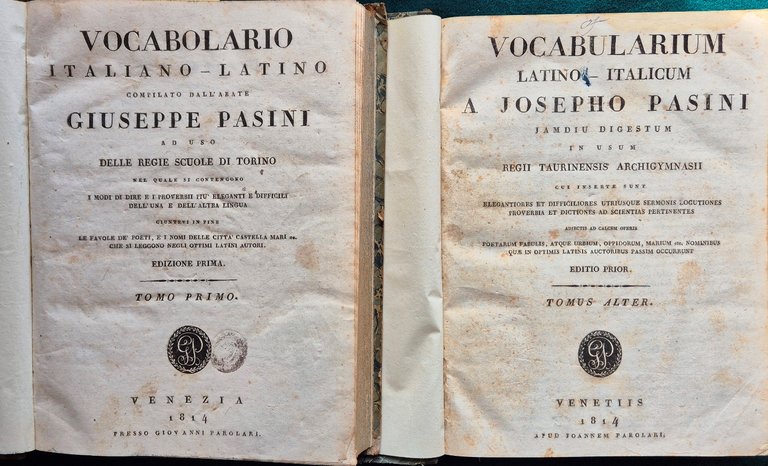 VOCABOLARIO
ITALIANO-LATINO
COMPILATO DALL'ABATE
GIUSEPPE PASINI
AD USO
DELLE REGIE SCUOLE DI TORINO
NEL QUALE SI CONTENGONO
I MODI DI DIRE E I PROVERBII PIU' ELEGANTI E DIFFICILI
DELL'UNA E DELL'ALTRA LINGUA
GIUNTEVI IN FINE
LE FAVOLE DE' POETI, E I NOMI DELLE CITTA' CASTELLA MARI ec.
CHE SI LEGGONO NEGLI OTTIMI LATINI AUTORI.
EDIZIONE PRIMA.
TOMO PRIMO.
GP
VENEZIA
1814
PRESSO GIOVANNI PAROLARI.
VOCABULARIUM
LATINO-ITALICUM
A JOSEPHO PASINI
JAMDIU DIGESTUM
IN USUM
REGII TAURINENSIS ARCHIGYMNASII
CUI INSERTE SUNT
ELEGANTIORES ET DIFFICILIORES UTRIUSQUE SERMONIS LOCUTIONES
PROVERBIA ET DICTIONES AD SCIENTIAS PERTINENTES
ADJECTIS AD CALCEM OPERIS
POETARUM FABULIS, ATQUE URBIUM, OPPIDORUM, MARIUM etc. NOMINIBUS
QUÆ IN OPTIMIS LATINIS AUCTORIBUS PASSIM OCCURRUNT
EDITIO PRIOR.
TOMUS ALTER.
GP
VENETIIS
1814
APUD JOANNEM PAROLARI.